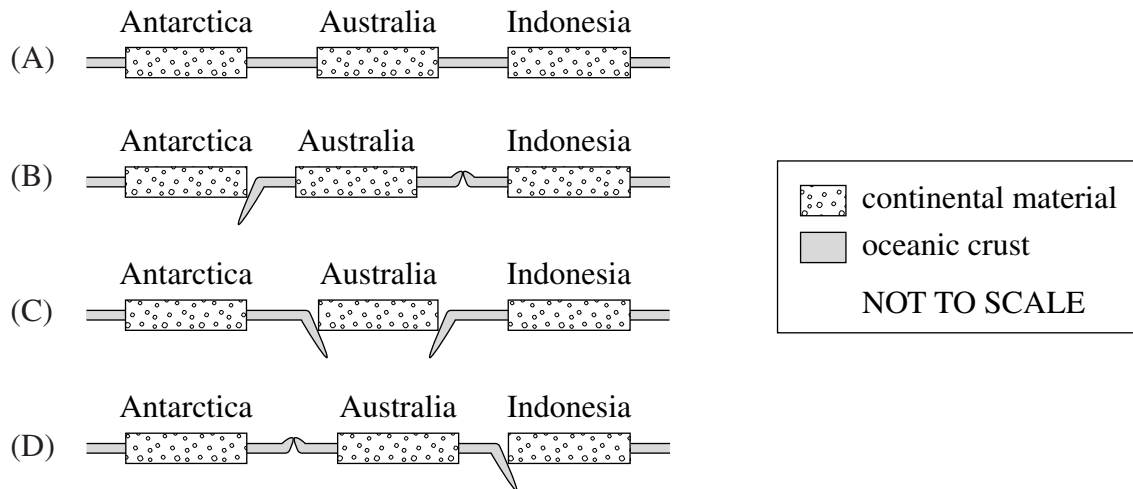 Antarctica Australia Indonesia
(A)
Antarctica Australia Indonesia
(B)
continental material
oceanic crust
NOT TO SCALE
Antarctica Australia Indonesia
(C)
Antarctica Australia Indonesia
(D)